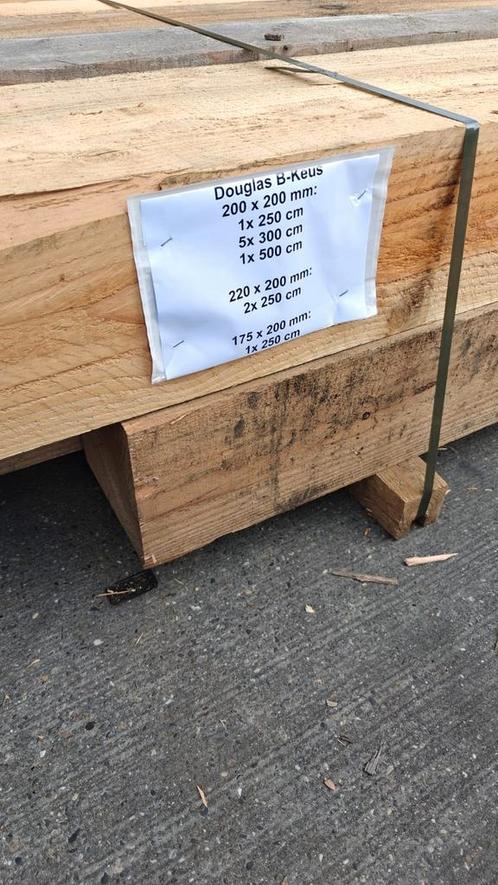 Douglas B-Keus
200 x 200 mm:
1x 250 cm
5x 300 cm
1x 500 cm
220 x 200 mm:
2x 250 cm
175 x 200 mm:
1x 250 cm